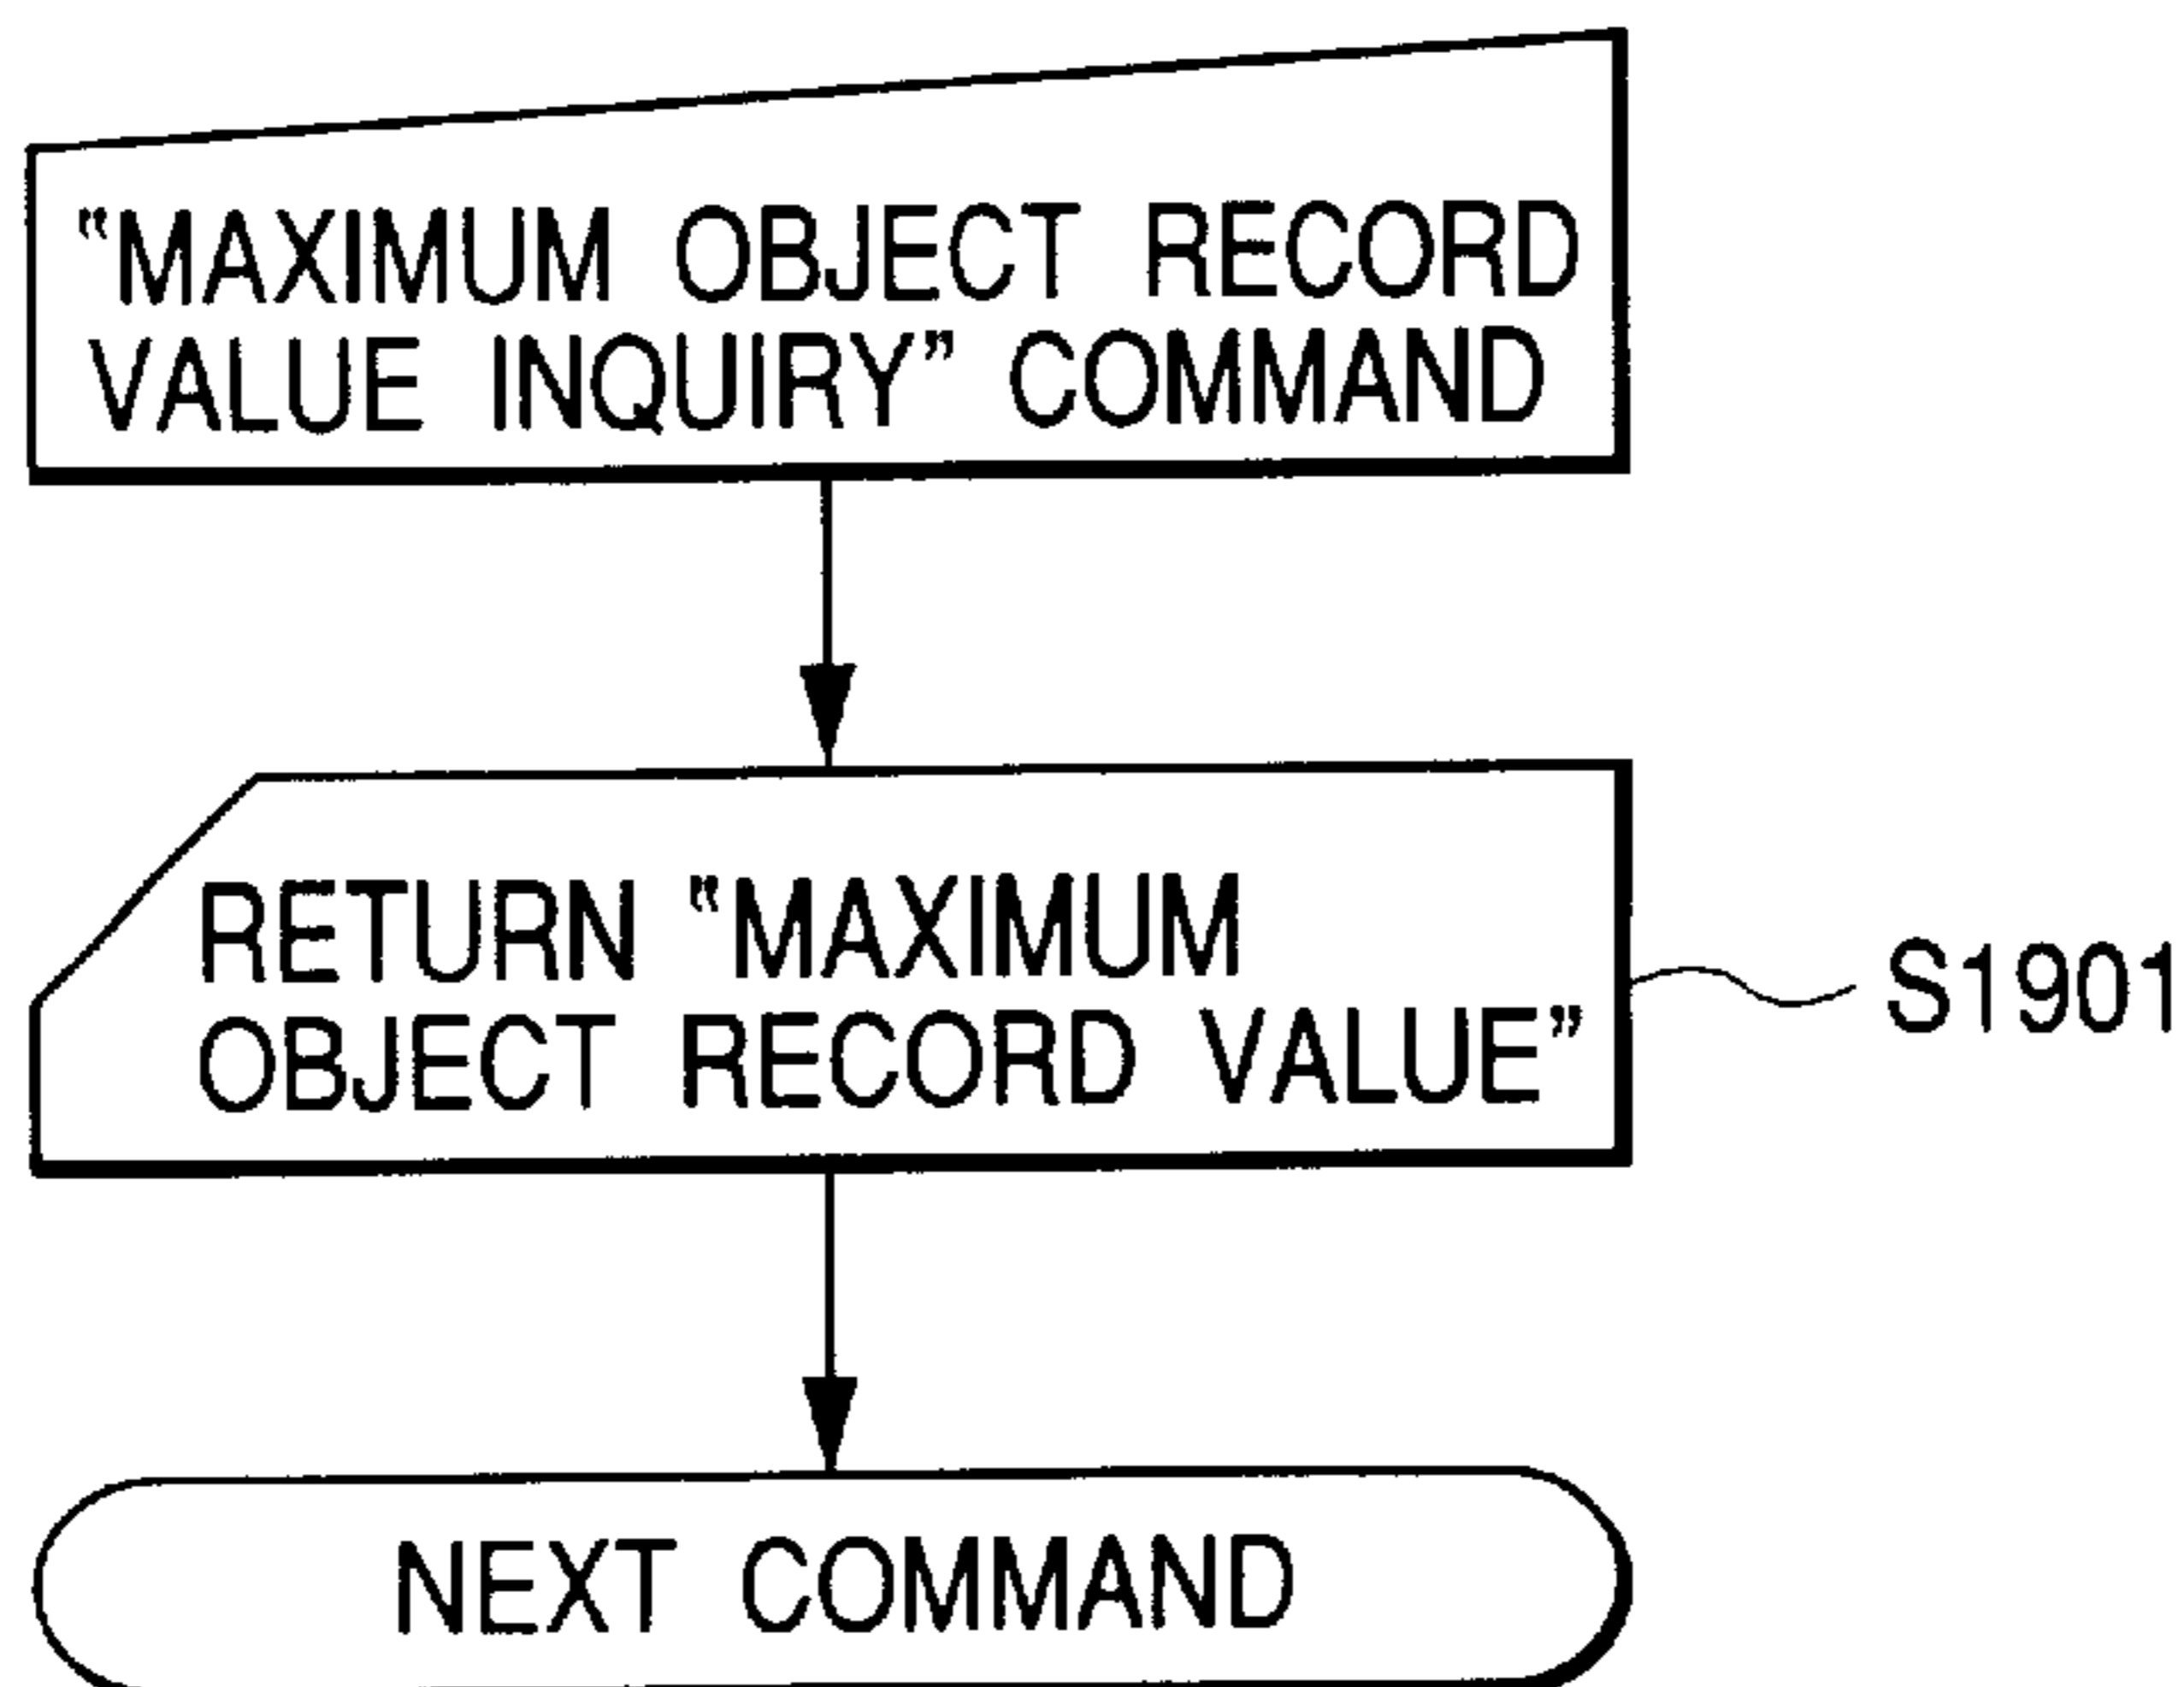 “MAXIMUM OBJECT RECORD
VALUE INQUIRY” COMMAND
RETURN “MAXIMUM
OBJECT RECORD VALUE”
S1901
NEXT COMMAND